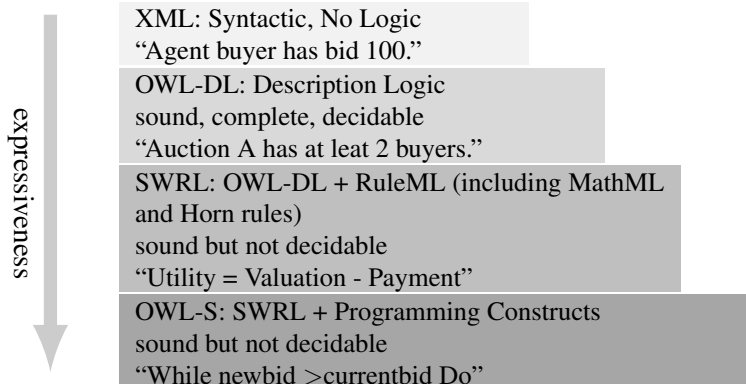 XML: Syntactic, No Logic
“Agent buyer has bid 100.”
OWL-DL: Description Logic
sound, complete, decidable
“Auction A has at leat 2 buyers.”
SWRL: OWL-DL + RuleML (including MathML
and Horn rules)
sound but not decidable
“Utility = Valuation - Payment”
OWL-S: SWRL + Programming Constructs
sound but not decidable
“While newbid >currentbid Do”
expressiveness